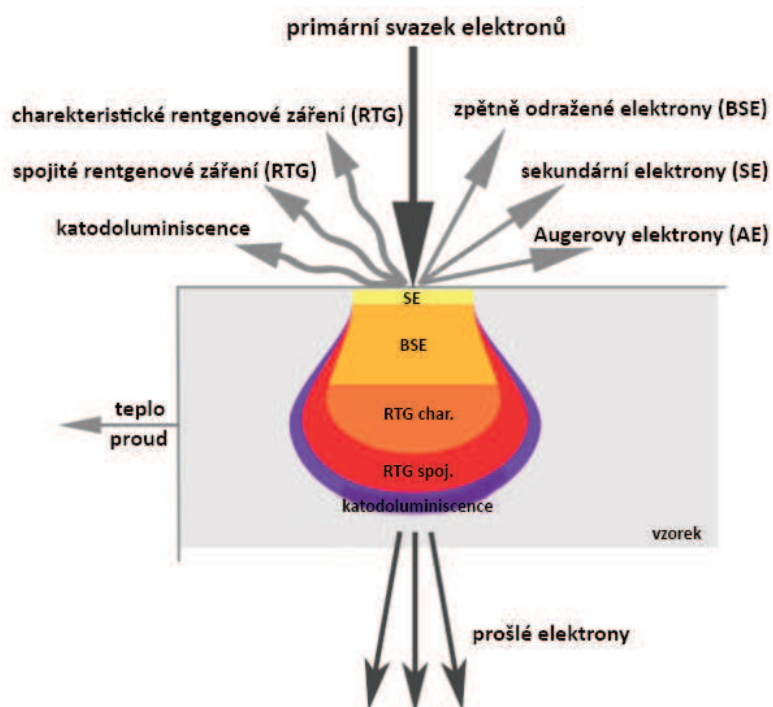 primární svazek elektronů
charekteristické rentgenové záření (RTG)
zpětně odražené elektrony (BSE)
spojité rentgenové záření (RTG)
sekundární elektrony (SE)
katodoluminiscence
Augerovy elektrony (AE)
SE
BSE
teplo
proud
RTG char.
RTG spoj.
katodoluminiscence
vzorek
prošlé elektrony